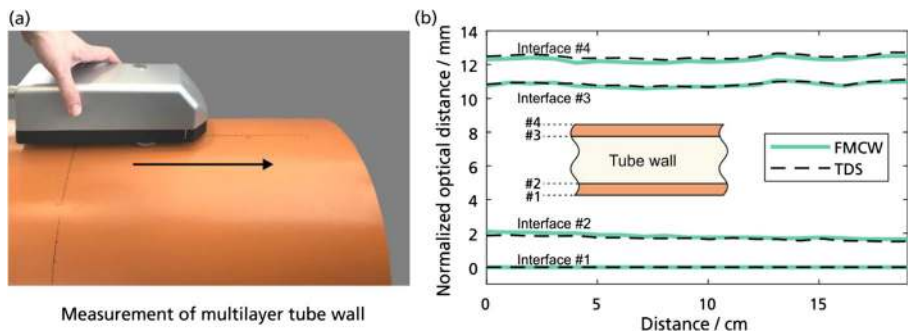 (a)
Measurement of multilayer tube wall
(b)
Normalized optical distance / mm
14
12
10
8
6
4
2
0
Interface #4
Interface #3
#4
#3
Tube wall
#2
#1
FMCW
TDS
Interface #2
Interface #1
0
5
10
15
Distance / cm